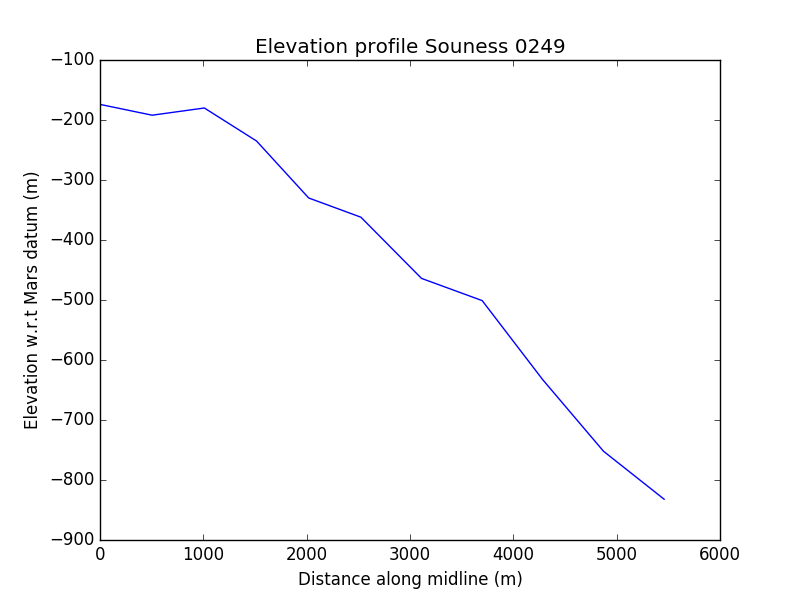 Elevation profile Souness 0249
−100
−200
−300
−400
−500
−600
−700
−800
−900
Elevation w.r.t Mars datum (m)
0 1000 2000 3000 4000 5000 6000
Distance along midline (m)